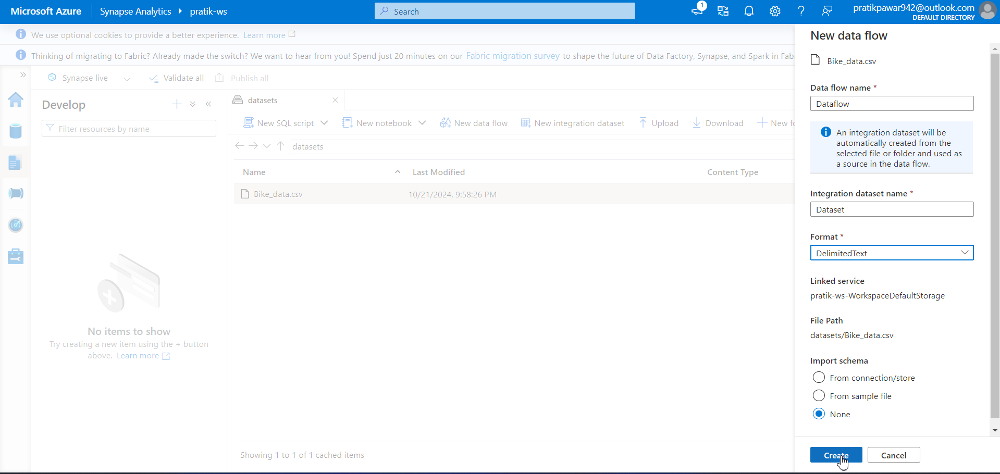 Microsoft Azure
Synapse Analytics
pratik-ws
Search
1
pratikpawar942@outlook.com
DEFAULT DIRECTORY
We use optional cookies to provide a better experience. Learn more
Thinking of migrating to Fabric? Already made the switch? We want to hear from you! Spend just 20 minutes on our Fabric migration survey to shape the future of Data Factory, Synapse, and Spark in Fab
Synapse live
Validate all
Publish all
Develop
Filter resources by name
No items to show
Try creating a new item using the + button
above. Learn more
datasets
New SQL script
New notebook
New data flow
New integration dataset
Upload
Download
New fo
datasets
Name
Last Modified
Content Type
Bike_data.csv
10/21/2024, 9:58:26 PM
Showing 1 to 1 of 1 cached items
New data flow
Bike_data.csv
Data flow name *
Dataflow
An integration dataset will be
automatically created from the
selected file or folder and used as
a source in the data flow.
Integration dataset name *
Dataset
Format *
DelimitedText
Linked service
pratik-ws-WorkspaceDefaultStorage
File Path
datasets/Bike_data.csv
Import schema
From connection/store
From sample file
None
Create
Cancel